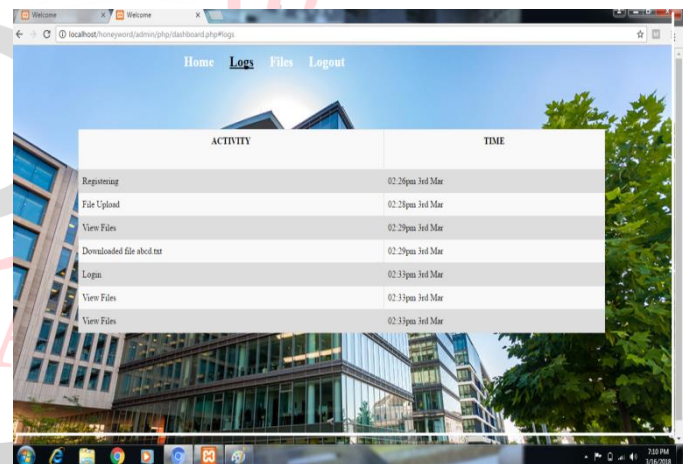 Welcome Welcome
localhost/honeyword/admin/php/dashboard.php#logs
Home Logs Files Logout
ACTIVITY TIME
Registering 02:26pm 3rd Mar
File Upload 02:28pm 3rd Mar
View Files 02:29pm 3rd Mar
Downloaded file abcd.txt 02:29pm 3rd Mar
Login 02:33pm 3rd Mar
View Files 02:33pm 3rd Mar
View Files 02:33pm 3rd Mar
7:10 PM
3/16/2018